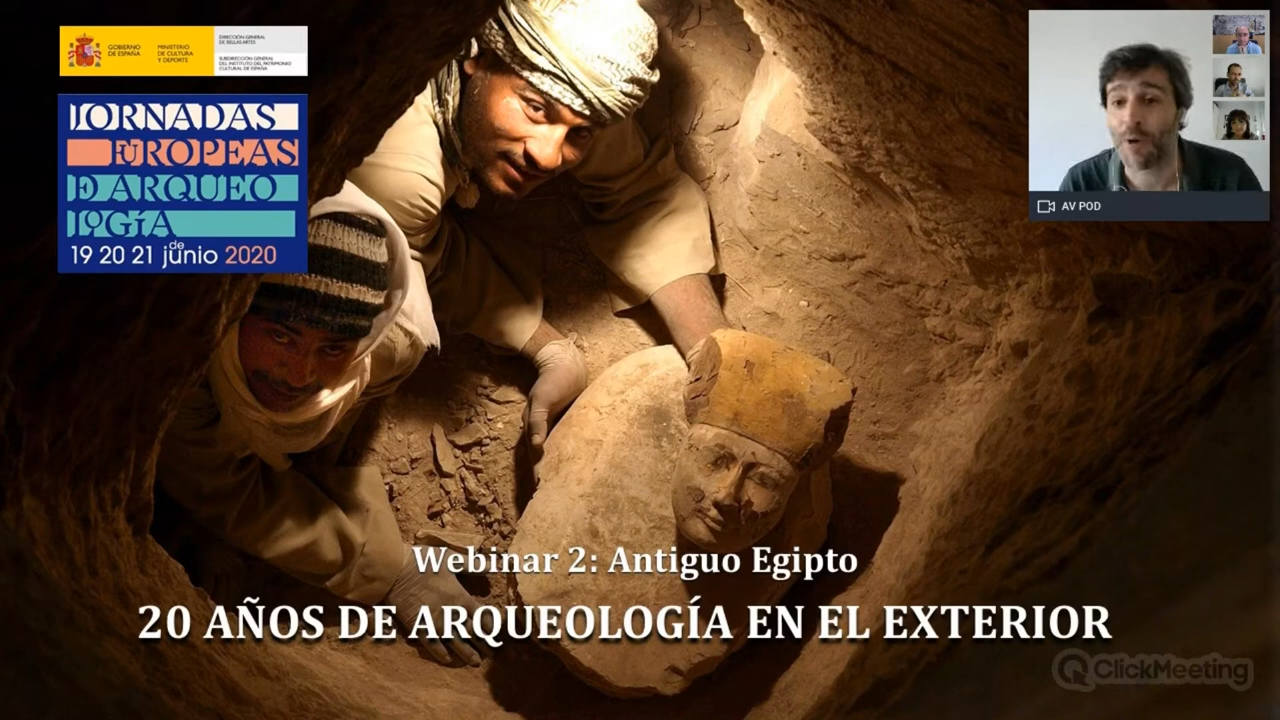 GOBIERNO
DE ESPAÑA
MINISTERIO
DE CULTURA
Y DEPORTE
DIRECCIÓN GENERAL
DE BELLAS ARTES
SUBDIRECCIÓN GENERAL
DEL INSTITUTO DEL PATRIMONIO
CULTURAL DE ESPAÑA
JORNADAS
EUROPEAS
D ARQUEO
LOGÍA
19 20 21 de junio 2020
AV POD
Webinar 2: Antiguo Egipto
20 AÑOS DE ARQUEOLOGÍA EN EL EXTERIOR
ClickMeeting